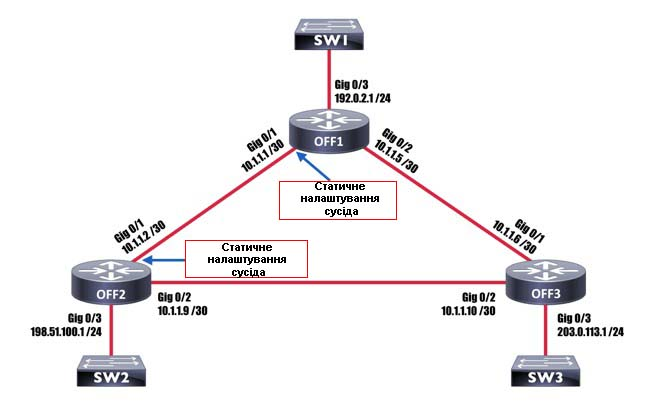 SW1
Gig 0/3
192.0.2.1 /24
OFF1
Gig 0/1
10.1.1.1 /30
Gig 0/2
10.1.1.5 /30
Статичне
налаштування
сусіда
Gig 0/1
10.1.1.2 /30
Статичне
налаштування
сусіда
Gig 0/1
10.1.1.6 /30
OFF2
Gig 0/2
10.1.1.9 /30
Gig 0/2
10.1.1.10 /30
OFF3
Gig 0/3
198.51.100.1 /24
Gig 0/3
203.0.113.1 /24
SW2
SW3